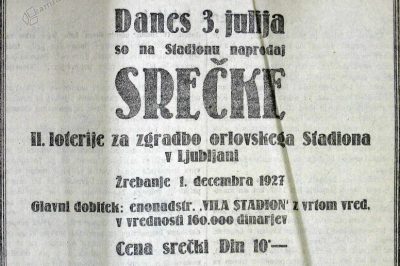 Danes 3. julija
so na Stadionu naprodaj
SREČKE
II. loterije za zgradbo orlovskega Stadiona
v Ljubljani
Žrebanje 1. decembra 1927
Glavni dobitek: enonadstr. „VILA STADION" z vrtom vred,
v vrednosti 160.000 dinarjev
Cena srečki Din 10·—